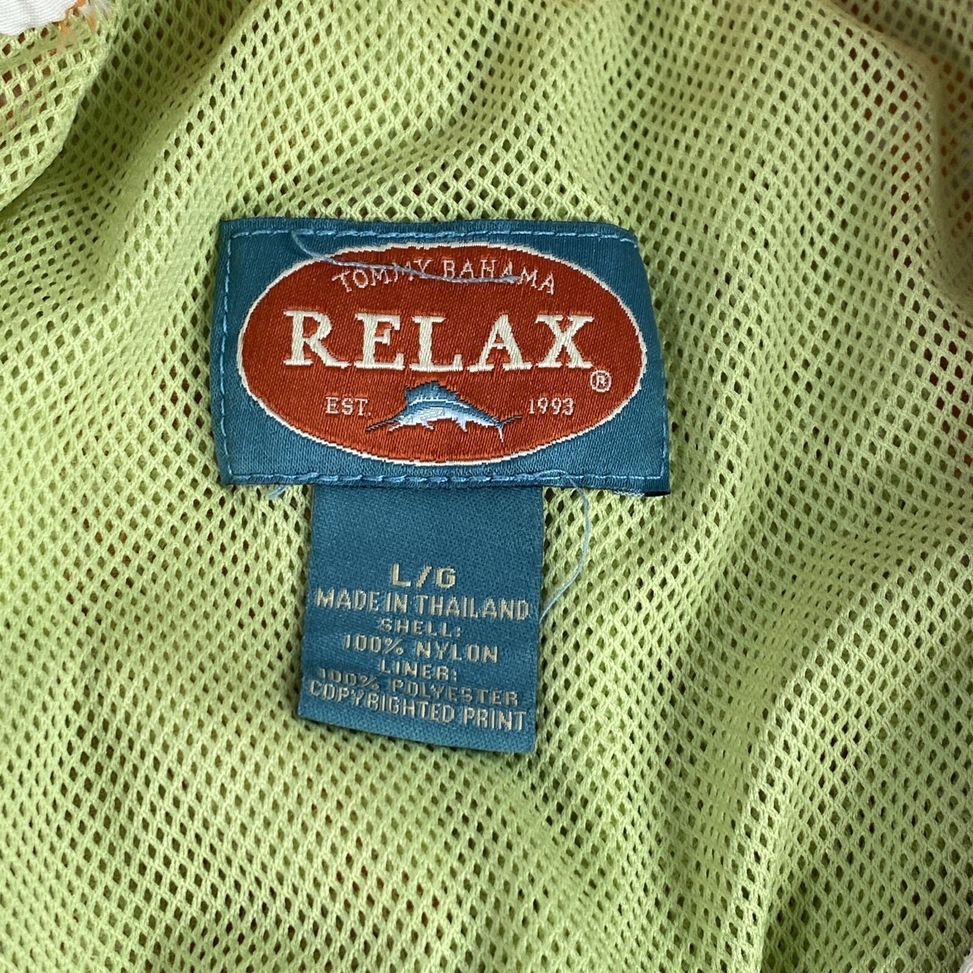 TOMMY BAHAMA
RELAX®
EST. 1993
L/G
MADE IN THAILAND
SHELL:
100% NYLON
LINER:
100% POLYESTER
COPYRIGHTED PRINT